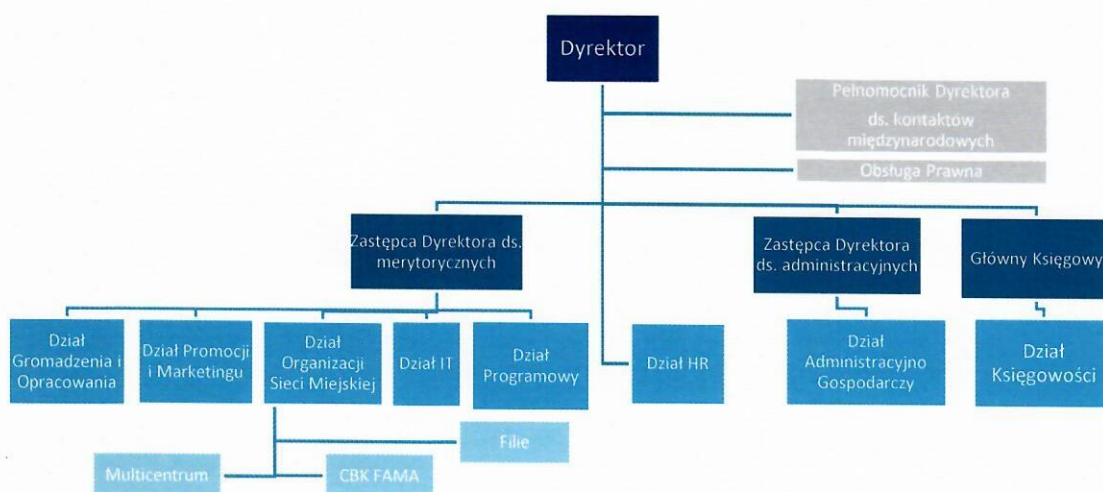 Dyrektor
Pełnomocnik Dyrektora
ds. kontaktów
międzynarodowych
Obsługa Prawna
Zastępca Dyrektora ds.
merytorycznych
Zastępca Dyrektora
ds. administracyjnych
Główny Księgowy
Dział
Gromadzenia i
Opracowania
Dział Promocji
i Marketingu
Dział
Organizacji
Sieci Miejskiej
Dział IT
Dział
Programowy
Dział HR
Dział
Administracyjno
Gospodarczy
Dział
Księgowości
Filie
Multicentrum
CBK FAMA